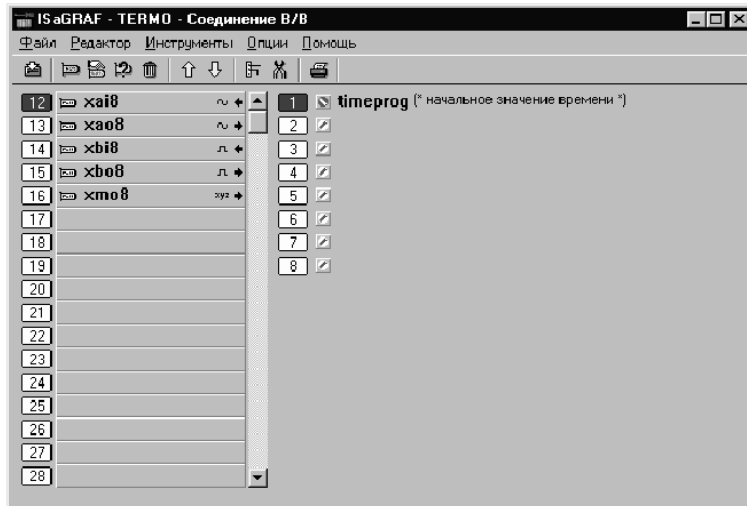 ISaGRAF - TERMO - Соединение В/В
Файл Редактор Инструменты Опции Помощь
12 xai8
13 xao8
14 xbi8
15 xbo8
16 xmo8 xyz
17
18
19
20
21
22
23
24
25
26
27
28
1 timeprog (* начальное значение времени *)
2
3
4
5
6
7
8